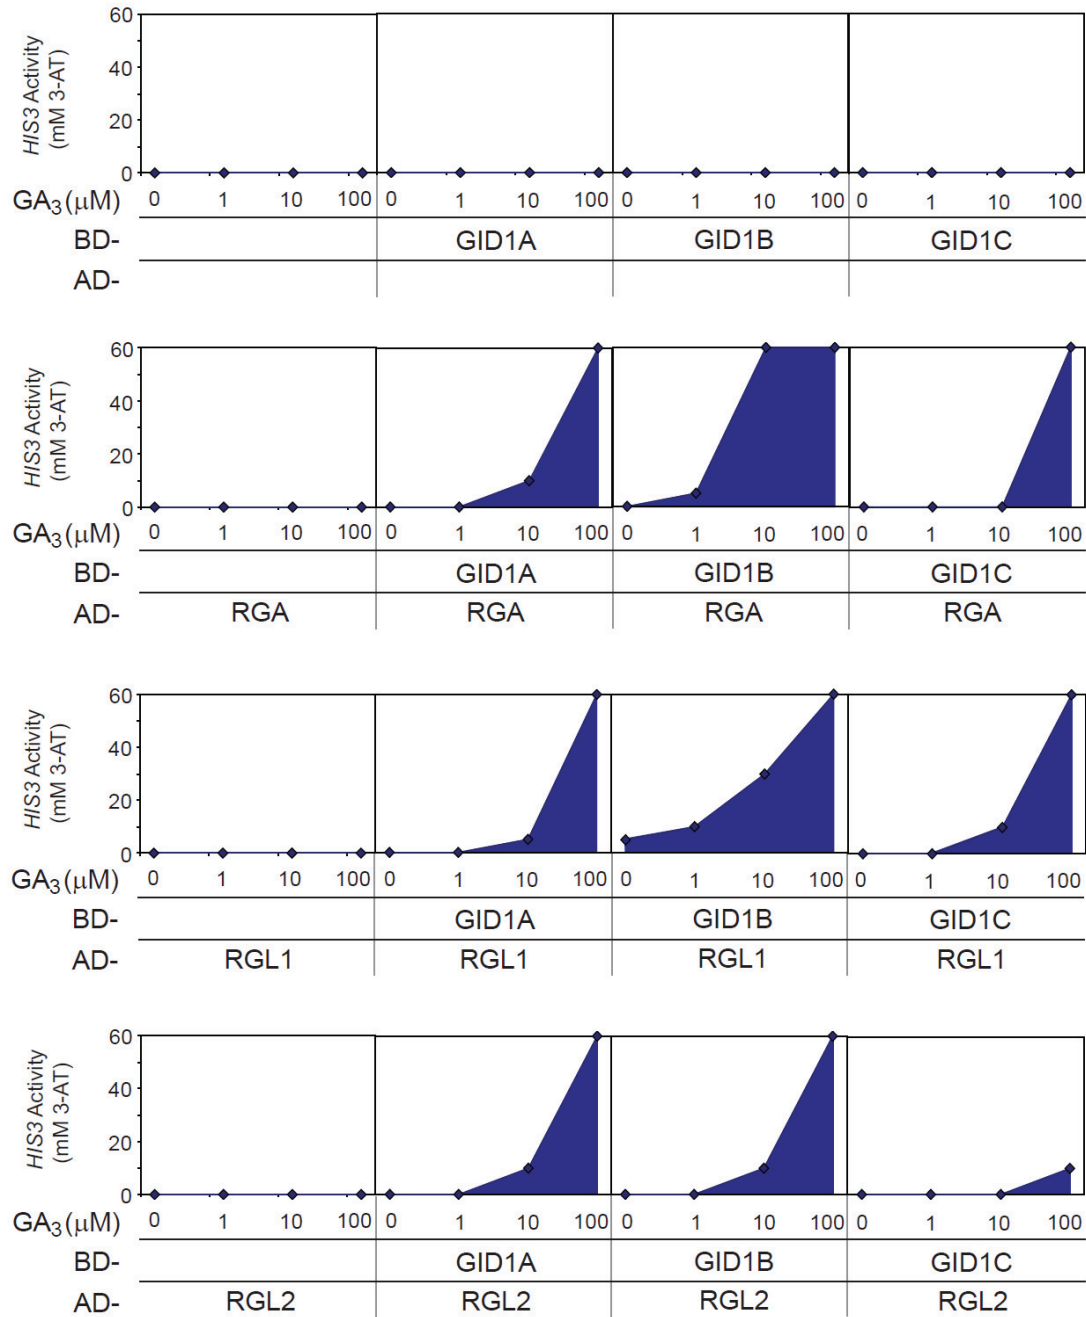 HIS3 Activity
(mM 3-AT)
60
40
20
0
GA3 (μM) 0 1 10 100 0 1 10 100 0 1 10 100 0 1 10 100
BD- GID1A GID1B GID1C
AD-
HIS3 Activity
(mM 3-AT)
60
40
20
0
GA3 (μM) 0 1 10 100 0 1 10 100 0 1 10 100 0 1 10 100
BD- GID1A GID1B GID1C
AD- RGA RGA RGA RGA
HIS3 Activity
(mM 3-AT)
60
40
20
0
GA3 (μM) 0 1 10 100 0 1 10 100 0 1 10 100 0 1 10 100
BD- GID1A GID1B GID1C
AD- RGL1 RGL1 RGL1 RGL1
HIS3 Activity
(mM 3-AT)
60
40
20
0
GA3 (μM) 0 1 10 100 0 1 10 100 0 1 10 100 0 1 10 100
BD- GID1A GID1B GID1C
AD- RGL2 RGL2 RGL2 RGL2